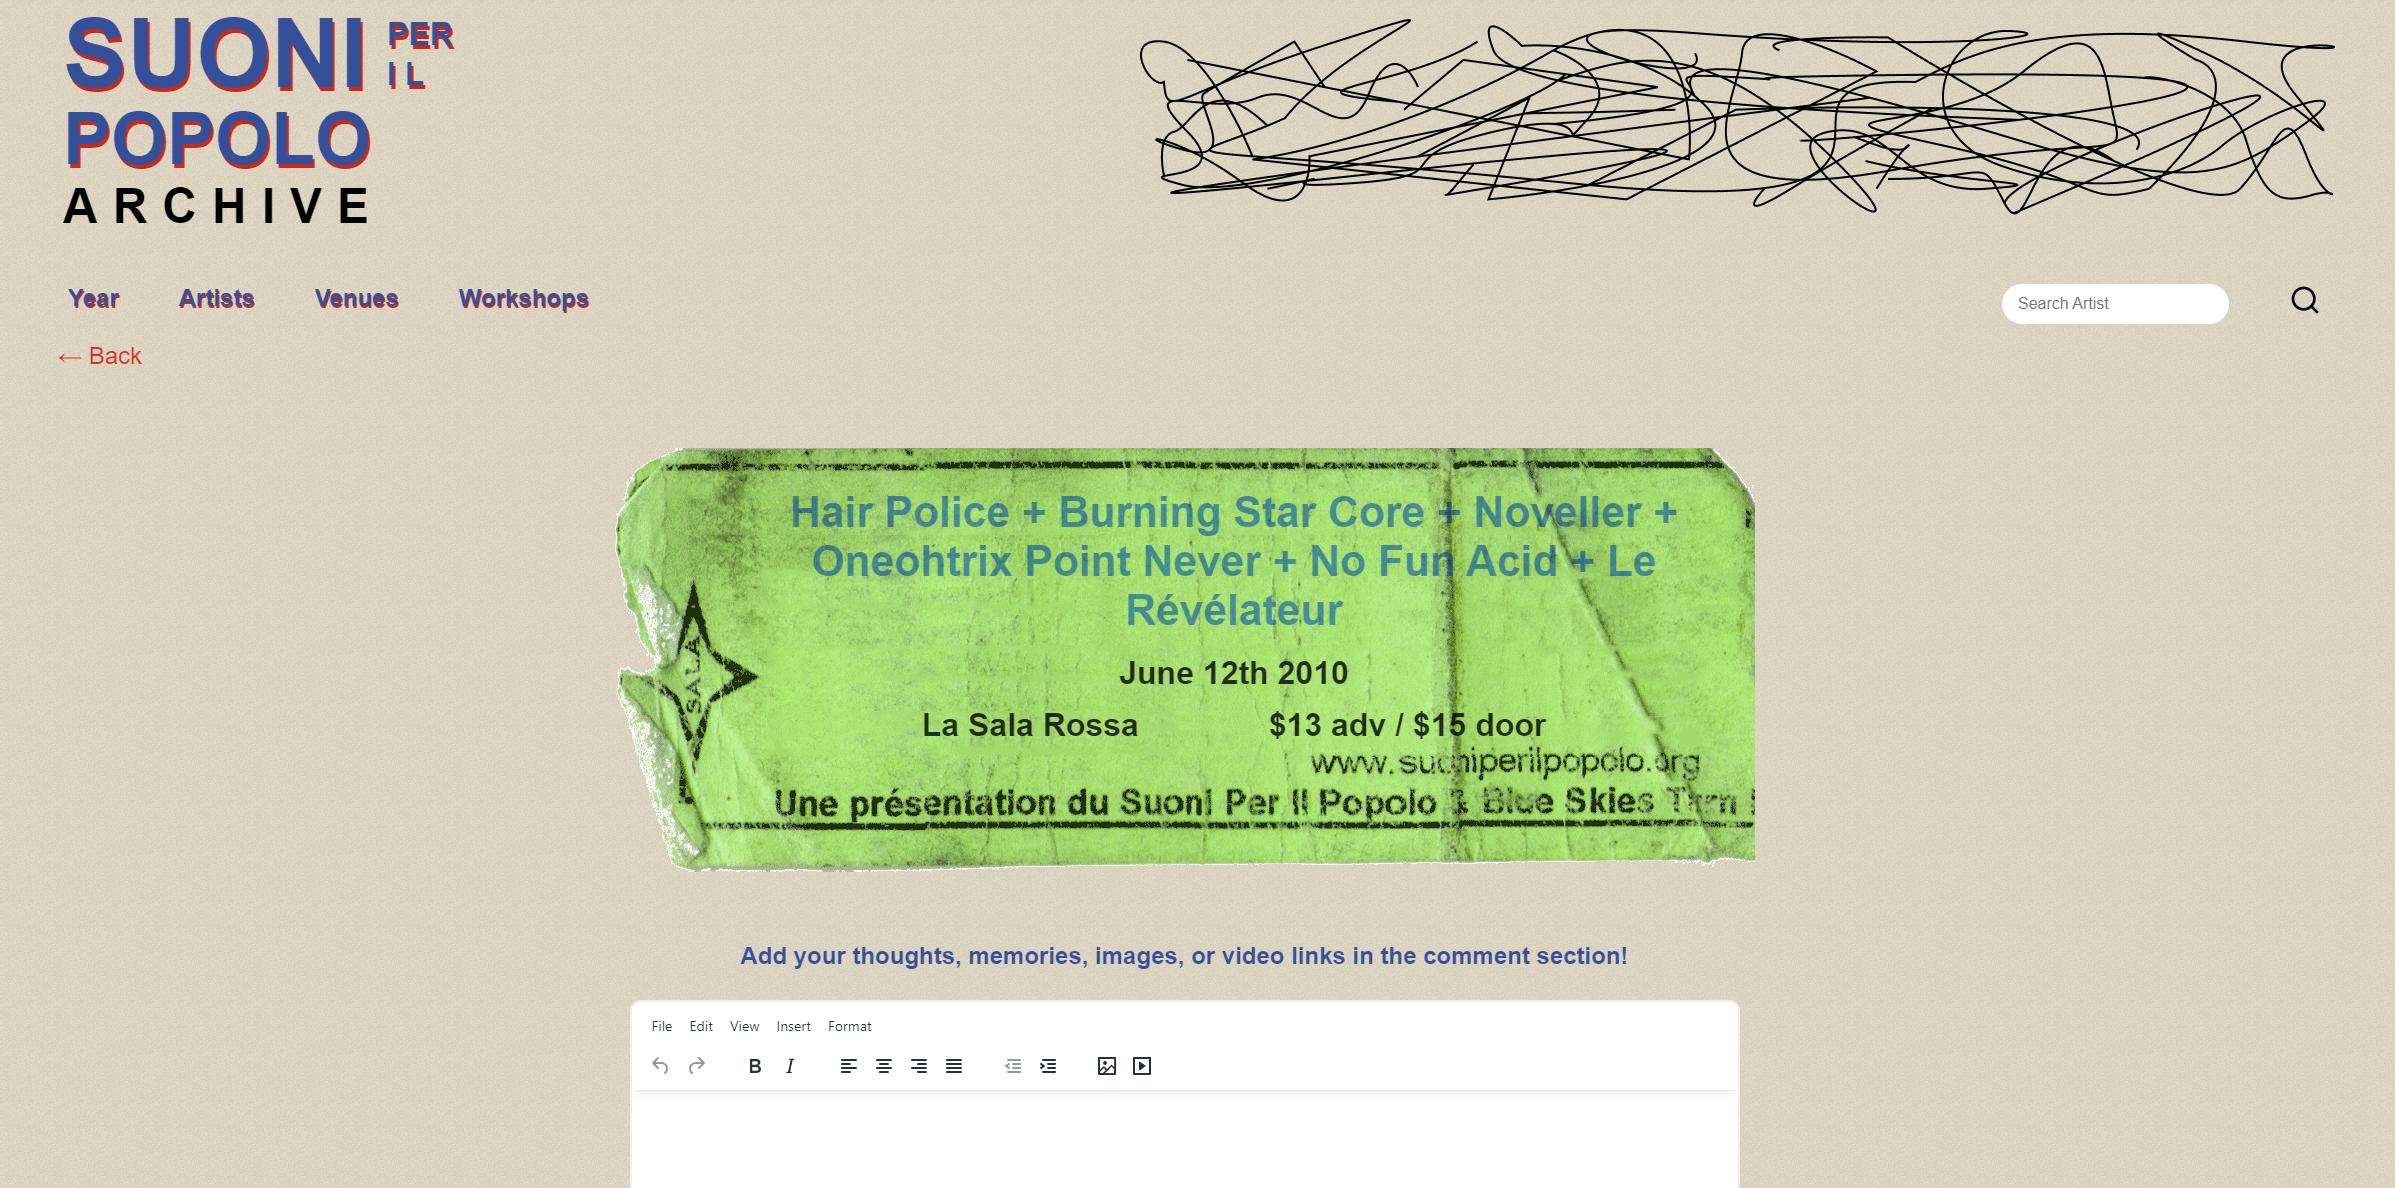 SUONI PER
IL
POPOLO
ARCHIVE
Year Artists Venues Workshops
Search Artist
← Back
Hair Police + Burning Star Core + Noveller +
Oneohtrix Point Never + No Fun Acid + Le
Révélateur
SALA
June 12th 2010
La Sala Rossa $13 adv / $15 door
www.suoniperilpopolo.org
Une présentation du Suoni Per Il Popolo & Blue Skies
Add your thoughts, memories, images, or video links in the comment section!
File Edit View Insert Format
B I